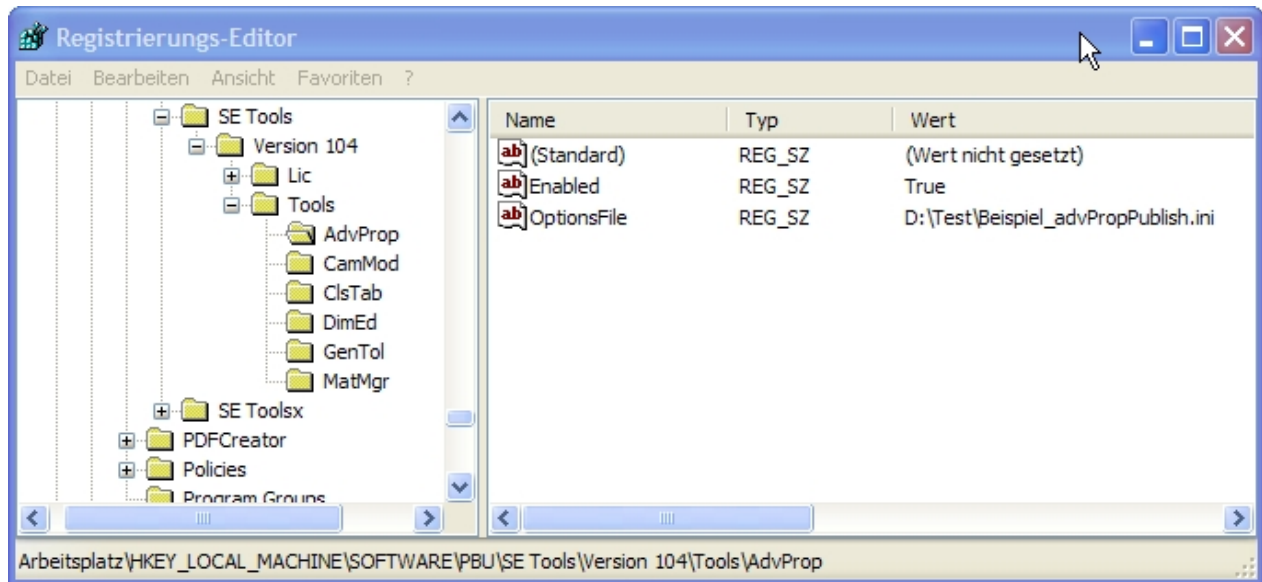 Registrierungs-Editor
Datei Bearbeiten Ansicht Favoriten ?
SE Tools
Version 104
Lic
Tools
AdvProp
CamMod
ClsTab
DimEd
GenTol
MatMgr
SE Toolsx
PDFCreator
Policies
Program Groups
Name Typ Wert
(Standard) REG_SZ (Wert nicht gesetzt)
Enabled REG_SZ True
OptionsFile REG_SZ D:\Test\Beispiel_advPropPublish.ini
Arbeitsplatz\HKEY_LOCAL_MACHINE\SOFTWARE\PBU\SE Tools\Version 104\Tools\AdvProp